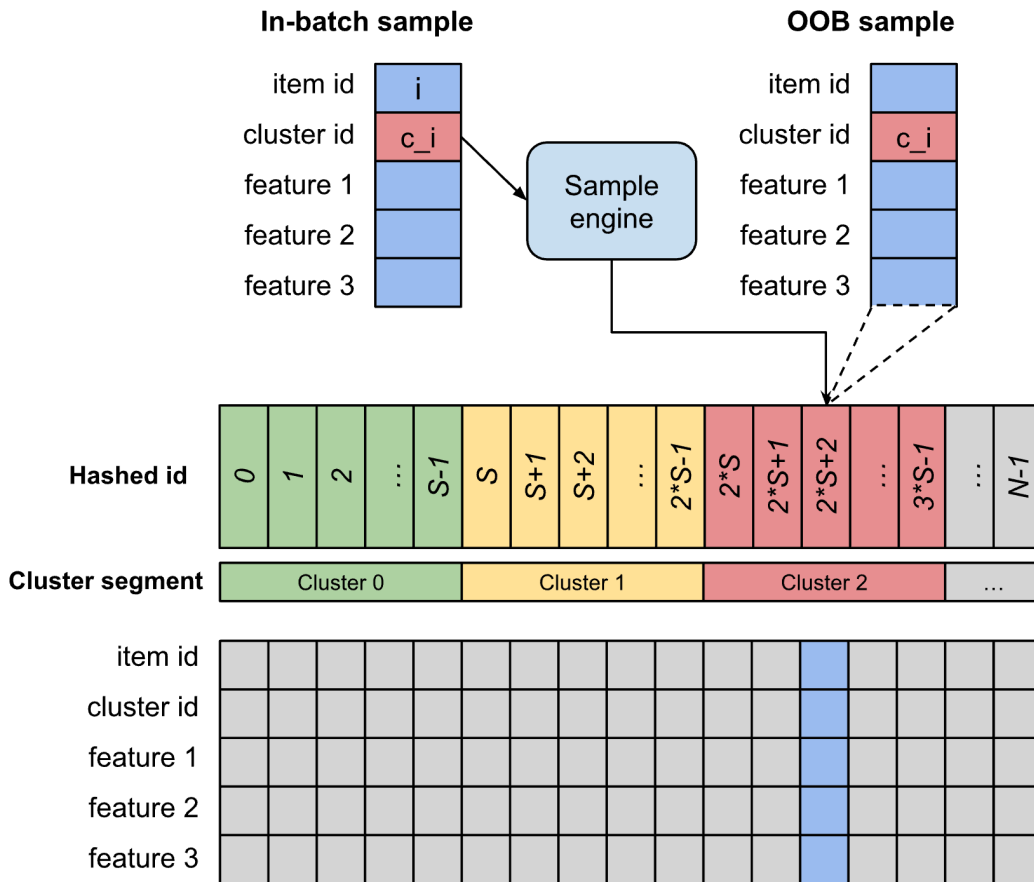 In-batch sample
OOB sample
item id
i
cluster id
c_i
feature 1
feature 2
feature 3
Sample
engine
item id
cluster id
c_i
feature 1
feature 2
feature 3
Hashed id
0
1
2
...
S-1
S
S+1
S+2
...
2*S-1
2*S
2*S+1
2*S+2
...
3*S-1
...
N-1
Cluster segment
Cluster 0
Cluster 1
Cluster 2
...
item id
cluster id
feature 1
feature 2
feature 3